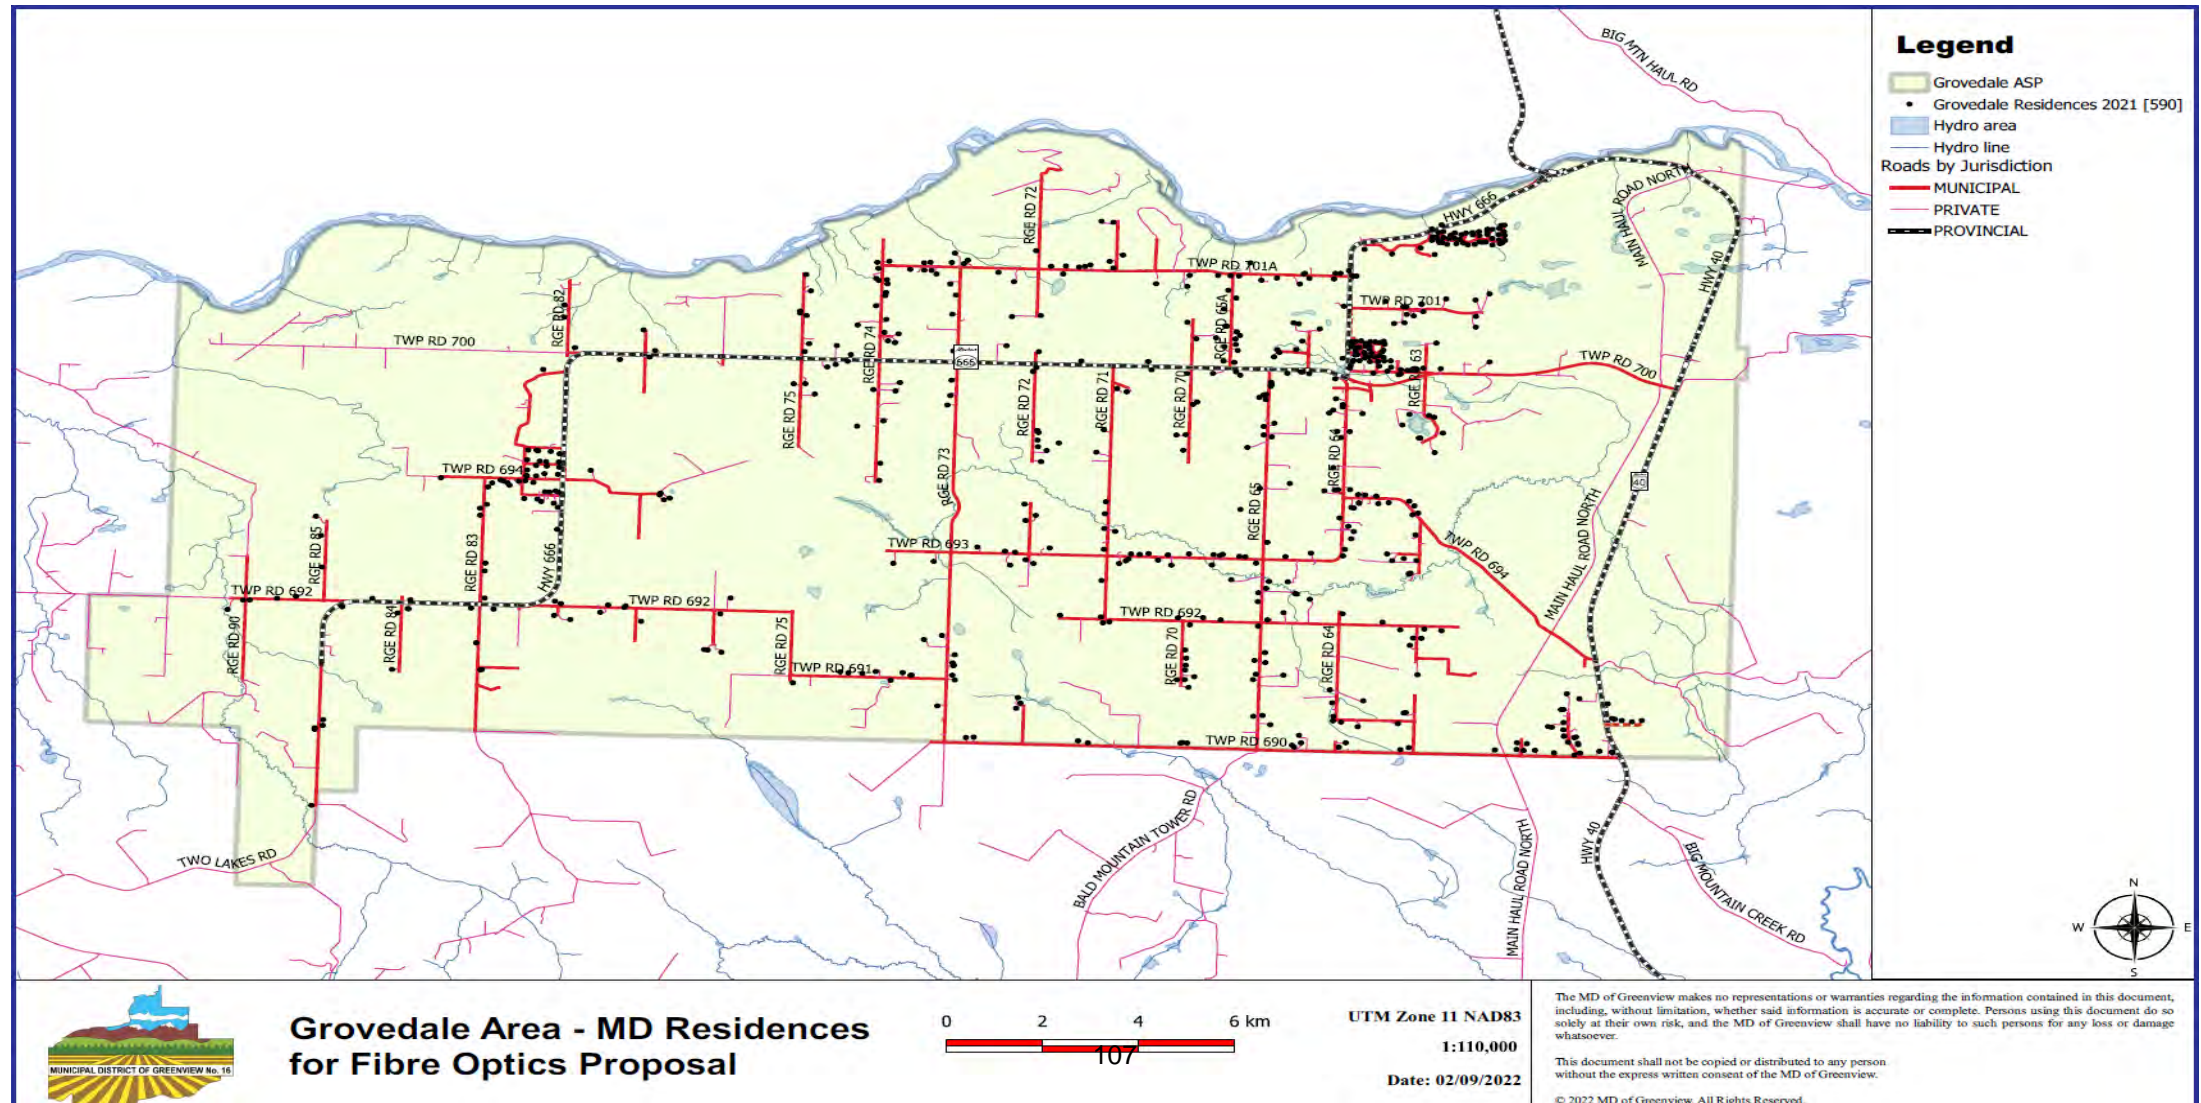 BIG MTN HAUL RD
Legend
Grovedale ASP
Grovedale Residences 2021 [590]
Hydro area
Hydro line
Roads by Jurisdiction
MUNICIPAL
PRIVATE
PROVINCIAL
MAIN HAUL ROAD NORTH
HWY 666
RGE RD 72
MAIN HAUL ROAD NORTH
HWY 40
TWP RD 701A
TWP RD 701
RGE RD 82
RGE RD 74
RGE RD 65A
TWP RD 700
666
TWP RD 700
RGE RD 63
RGE RD 75
RGE RD 72
RGE RD 71
RGE RD 70
RGE RD 64
TWP RD 694
RGE RD 73
RGE RD 65
40
RGE RD 85
RGE RD 83
HWY 666
TWP RD 693
TWP RD 694
MAIN HAUL ROAD NORTH
TWP RD 692
TWP RD 692
TWP RD 692
RGE RD 90
RGE RD 84
RGE RD 75
RGE RD 70
RGE RD 64
TWP RD 691
TWP RD 690
TWO LAKES RD
BALD MOUNTAIN TOWER RD
MAIN HAUL ROAD NORTH
HWY 40
BIG MOUNTAIN CREEK RD
N
W E
S
MUNICIPAL DISTRICT OF GREENVIEW No. 16
Grovedale Area - MD Residences
for Fibre Optics Proposal
0 2 4 6 km
107
UTM Zone 11 NAD83
1:110,000
Date: 02/09/2022
The MD of Greenview makes no representations or warranties regarding the information contained in this document,
including, without limitation, whether said information is accurate or complete. Persons using this document do so
solely at their own risk, and the MD of Greenview shall have no liability to such persons for any loss or damage
whatsoever.
This document shall not be copied or distributed to any person
without the express written consent of the MD of Greenview.
© 2022 MD of Greenview. All Rights Reserved.